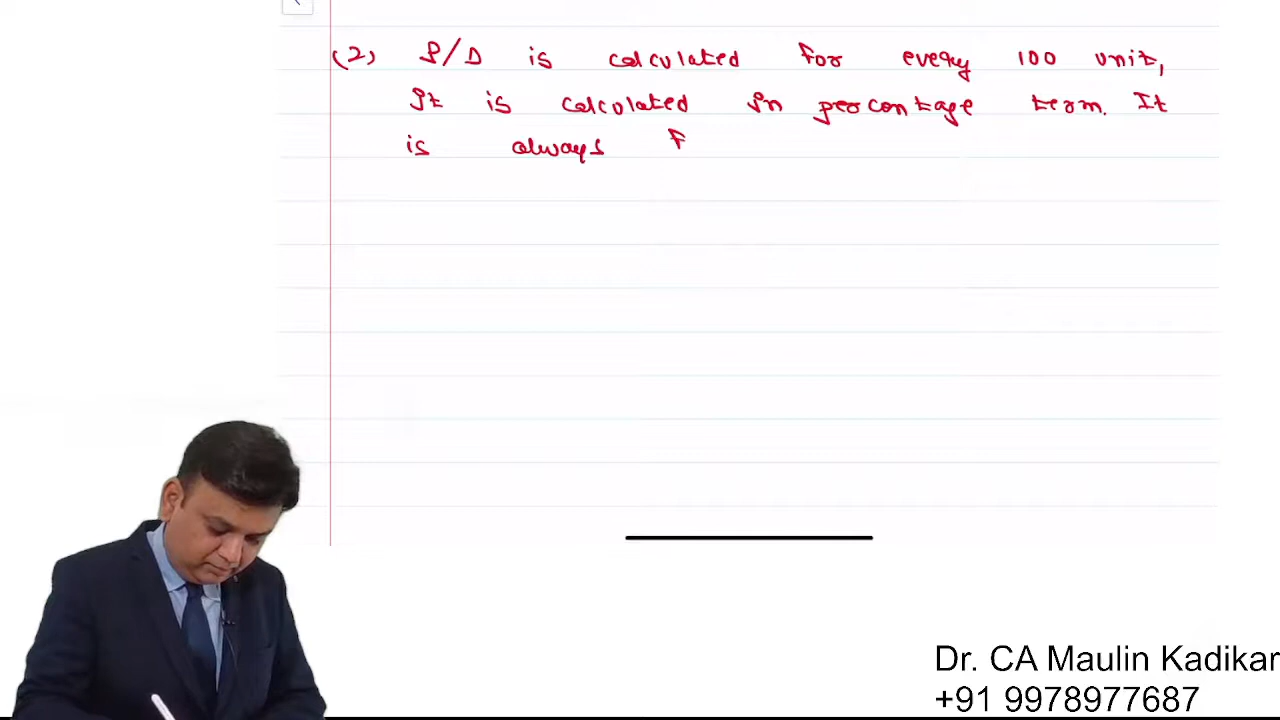 (2) P/D is calculated for every 100 unit,
It is calculated in percentage term. It
is always F
Dr. CA Maulin Kadikar
+91 9978977687